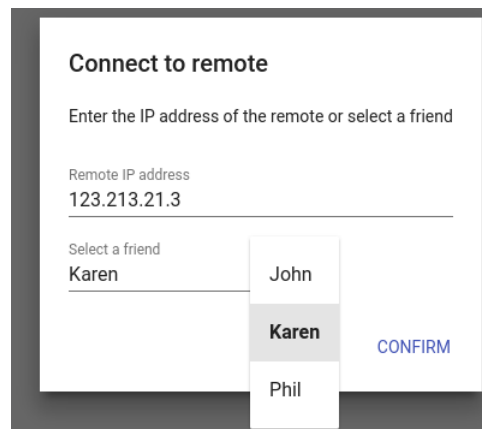 Connect to remote
Enter the IP address of the remote or select a friend
Remote IP address
123.213.21.3
Select a friend
Karen
John
Karen
Phil
CONFIRM